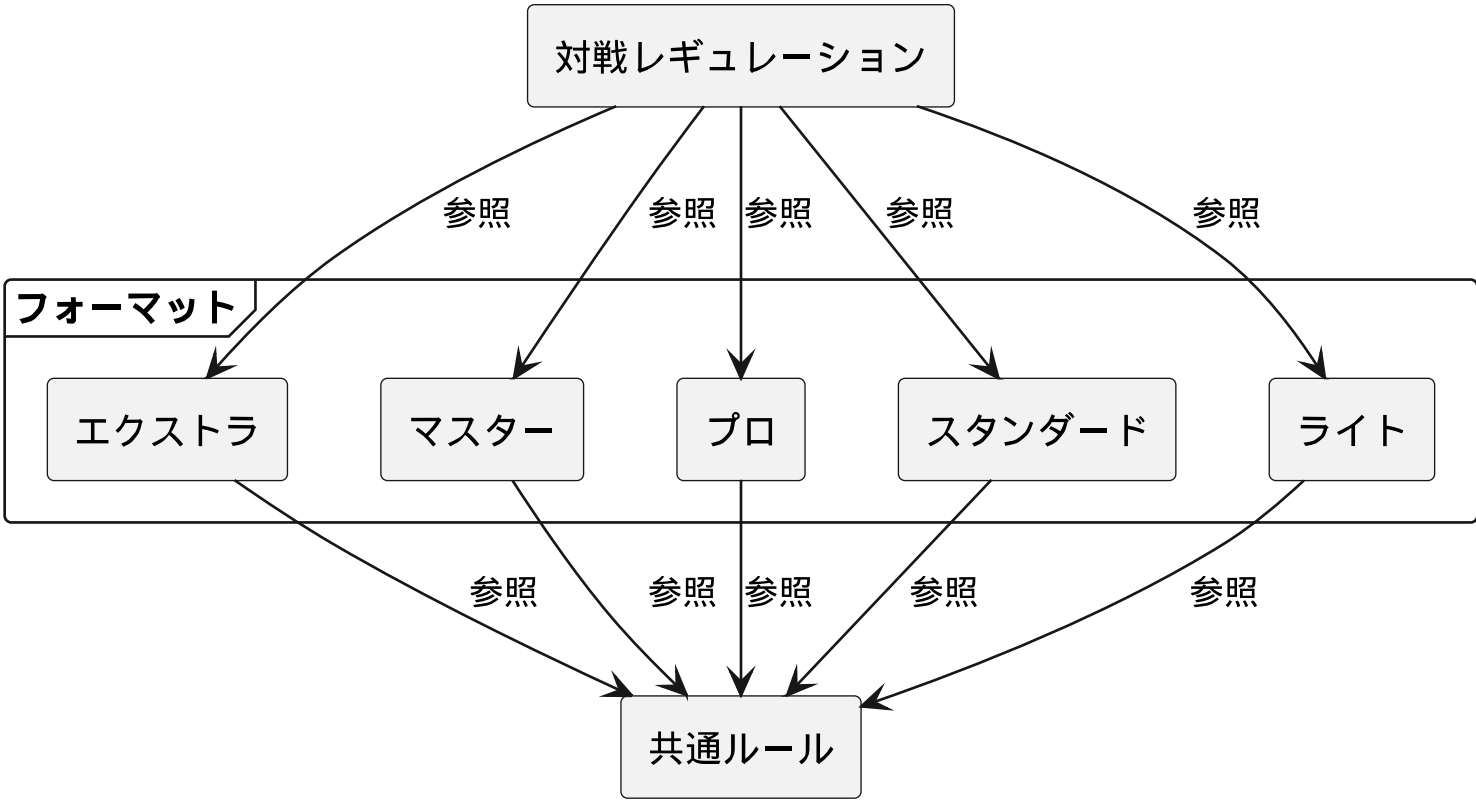 対戦レギュレーション
参照
参照
参照
参照
参照
フォーマット
エクストラ
マスター
プロ
スタンダード
ライト
参照
参照
参照
参照
参照
共通ルール